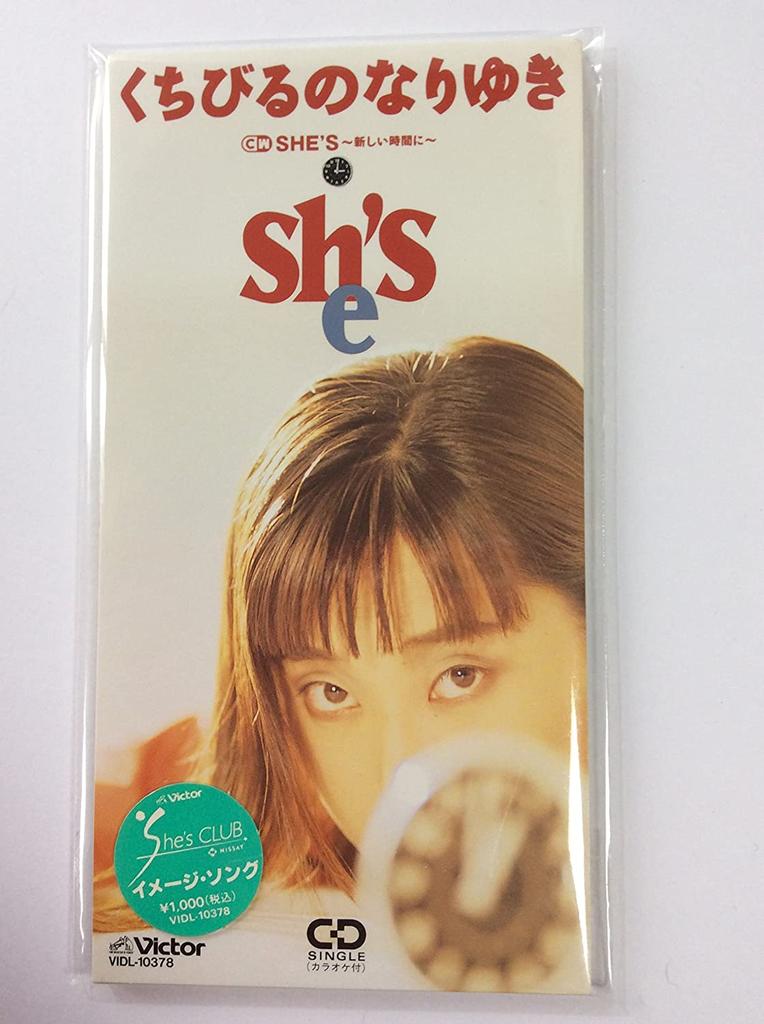 くちびるのなりゆき
CW SHE'S～新しい時間に～
sh's
e
Victor
She's CLUB
NISSAY
イメージ・ソング
¥1,000(税込)
VIDL-10378
Victor
VIDL-10378
CD
SINGLE
(カラオケ付)